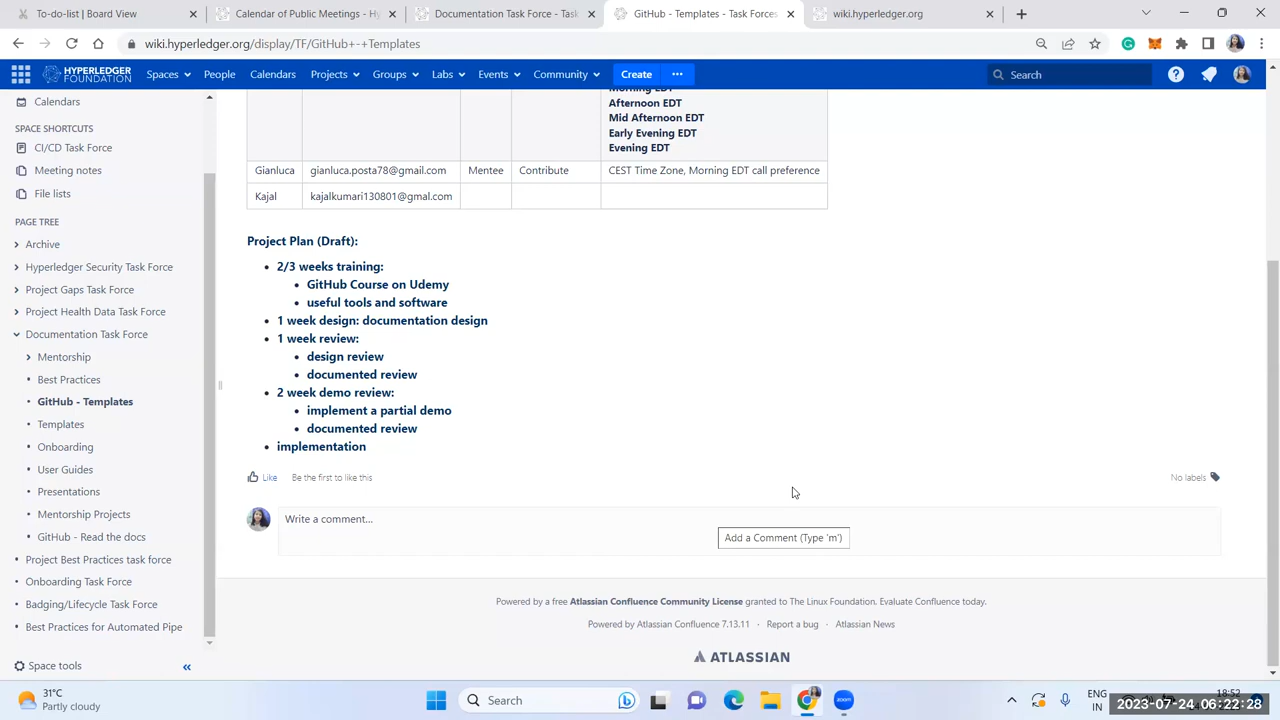 To-do-list | Board View
Calendar of Public Meetings - Hy
Documentation Task Force - Task
GitHub - Templates - Task Forces
wiki.hyperledger.org
wiki.hyperledger.org/display/TF/GitHub+-+Templates
HYPERLEDGER FOUNDATION
Spaces
People
Calendars
Projects
Groups
Labs
Events
Community
Create
Search
Calendars
SPACE SHORTCUTS
CI/CD Task Force
Meeting notes
File lists
PAGE TREE
Archive
Hyperledger Security Task Force
Project Gaps Task Force
Project Health Data Task Force
Documentation Task Force
Mentorship
Best Practices
GitHub - Templates
Templates
Onboarding
User Guides
Presentations
Mentorship Projects
GitHub - Read the docs
Project Best Practices task force
Onboarding Task Force
Badging/Lifecycle Task Force
Best Practices for Automated Pipe
Space tools
Morning EDT
Afternoon EDT
Mid Afternoon EDT
Early Evening EDT
Evening EDT
Gianluca gianluca.posta78@gmail.com Mentee Contribute CEST Time Zone, Morning EDT call preference
Kajal kajalkumari130801@gmal.com
Project Plan (Draft):
2/3 weeks training:
GitHub Course on Udemy
useful tools and software
1 week design: documentation design
1 week review:
design review
documented review
2 week demo review:
implement a partial demo
documented review
implementation
Like Be the first to like this
No labels
Write a comment...
Add a Comment (Type 'm')
Powered by a free Atlassian Confluence Community License granted to The Linux Foundation. Evaluate Confluence today.
Powered by Atlassian Confluence 7.13.11 · Report a bug · Atlassian News
ATLASSIAN
31°C
Partly cloudy
Search
ENG
IN
18:52
2023-07-24 06:22:28